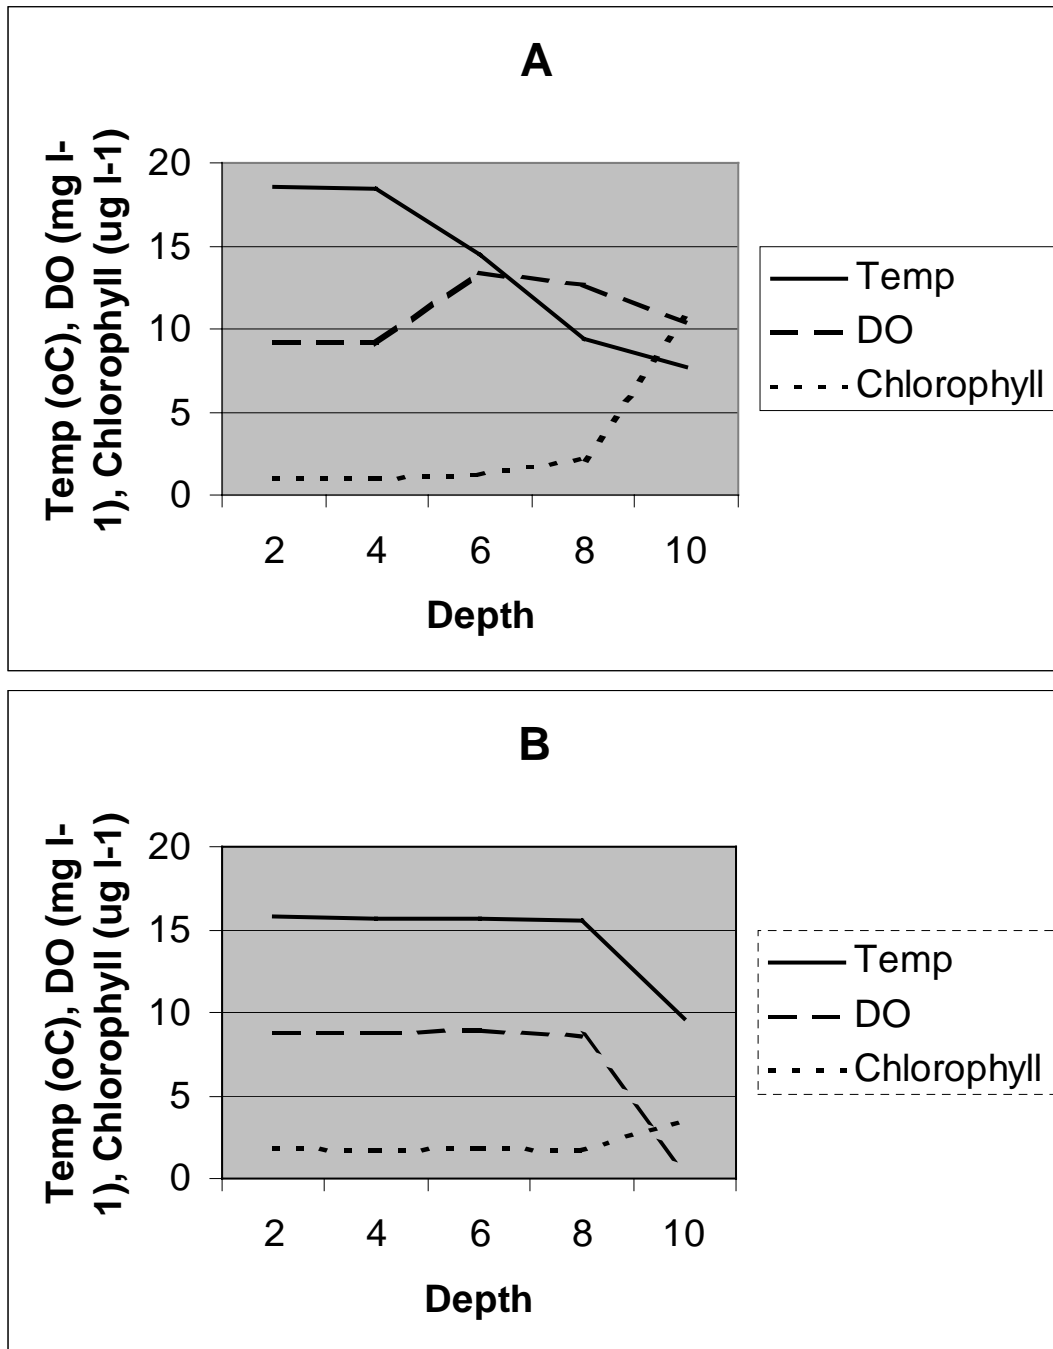 A
Temp (oC), DO (mg l-
1), Chlorophyll (ug l-1)
20
15
10
5
0
2 4 6 8 10
Depth
Temp
DO
Chlorophyll
B
Temp (oC), DO (mg l-
1), Chlorophyll (ug l-1)
20
15
10
5
0
2 4 6 8 10
Depth
Temp
DO
Chlorophyll